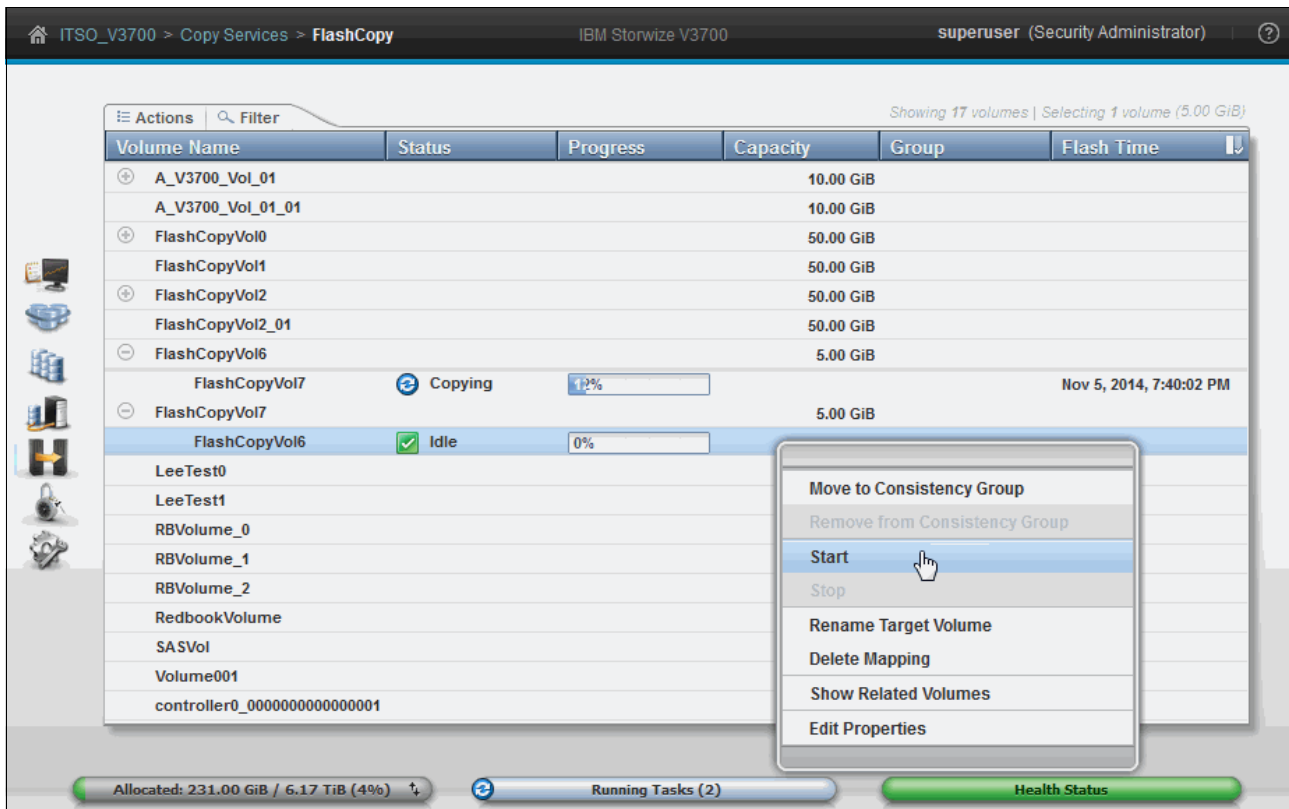 ITSO_V3700 > Copy Services > FlashCopy IBM Storwize V3700 superuser (Security Administrator) ?
Actions Filter Showing 17 volumes | Selecting 1 volume (5.00 GiB)
Volume Name Status Progress Capacity Group Flash Time
A_V3700_Vol_01 10.00 GiB
A_V3700_Vol_01_01 10.00 GiB
FlashCopyVol0 50.00 GiB
FlashCopyVol1 50.00 GiB
FlashCopyVol2 50.00 GiB
FlashCopyVol2_01 50.00 GiB
FlashCopyVol6 5.00 GiB
FlashCopyVol7 Copying 12% Nov 5, 2014, 7:40:02 PM
FlashCopyVol7 5.00 GiB
FlashCopyVol6 Idle 0%
LeeTest0
LeeTest1
RBVolume_0
RBVolume_1
RBVolume_2
RedbookVolume
SASVol
Volume001
controller0_0000000000000001
Move to Consistency Group
Remove from Consistency Group
Start
Stop
Rename Target Volume
Delete Mapping
Show Related Volumes
Edit Properties
Allocated: 231.00 GiB / 6.17 TiB (4%) Running Tasks (2) Health Status